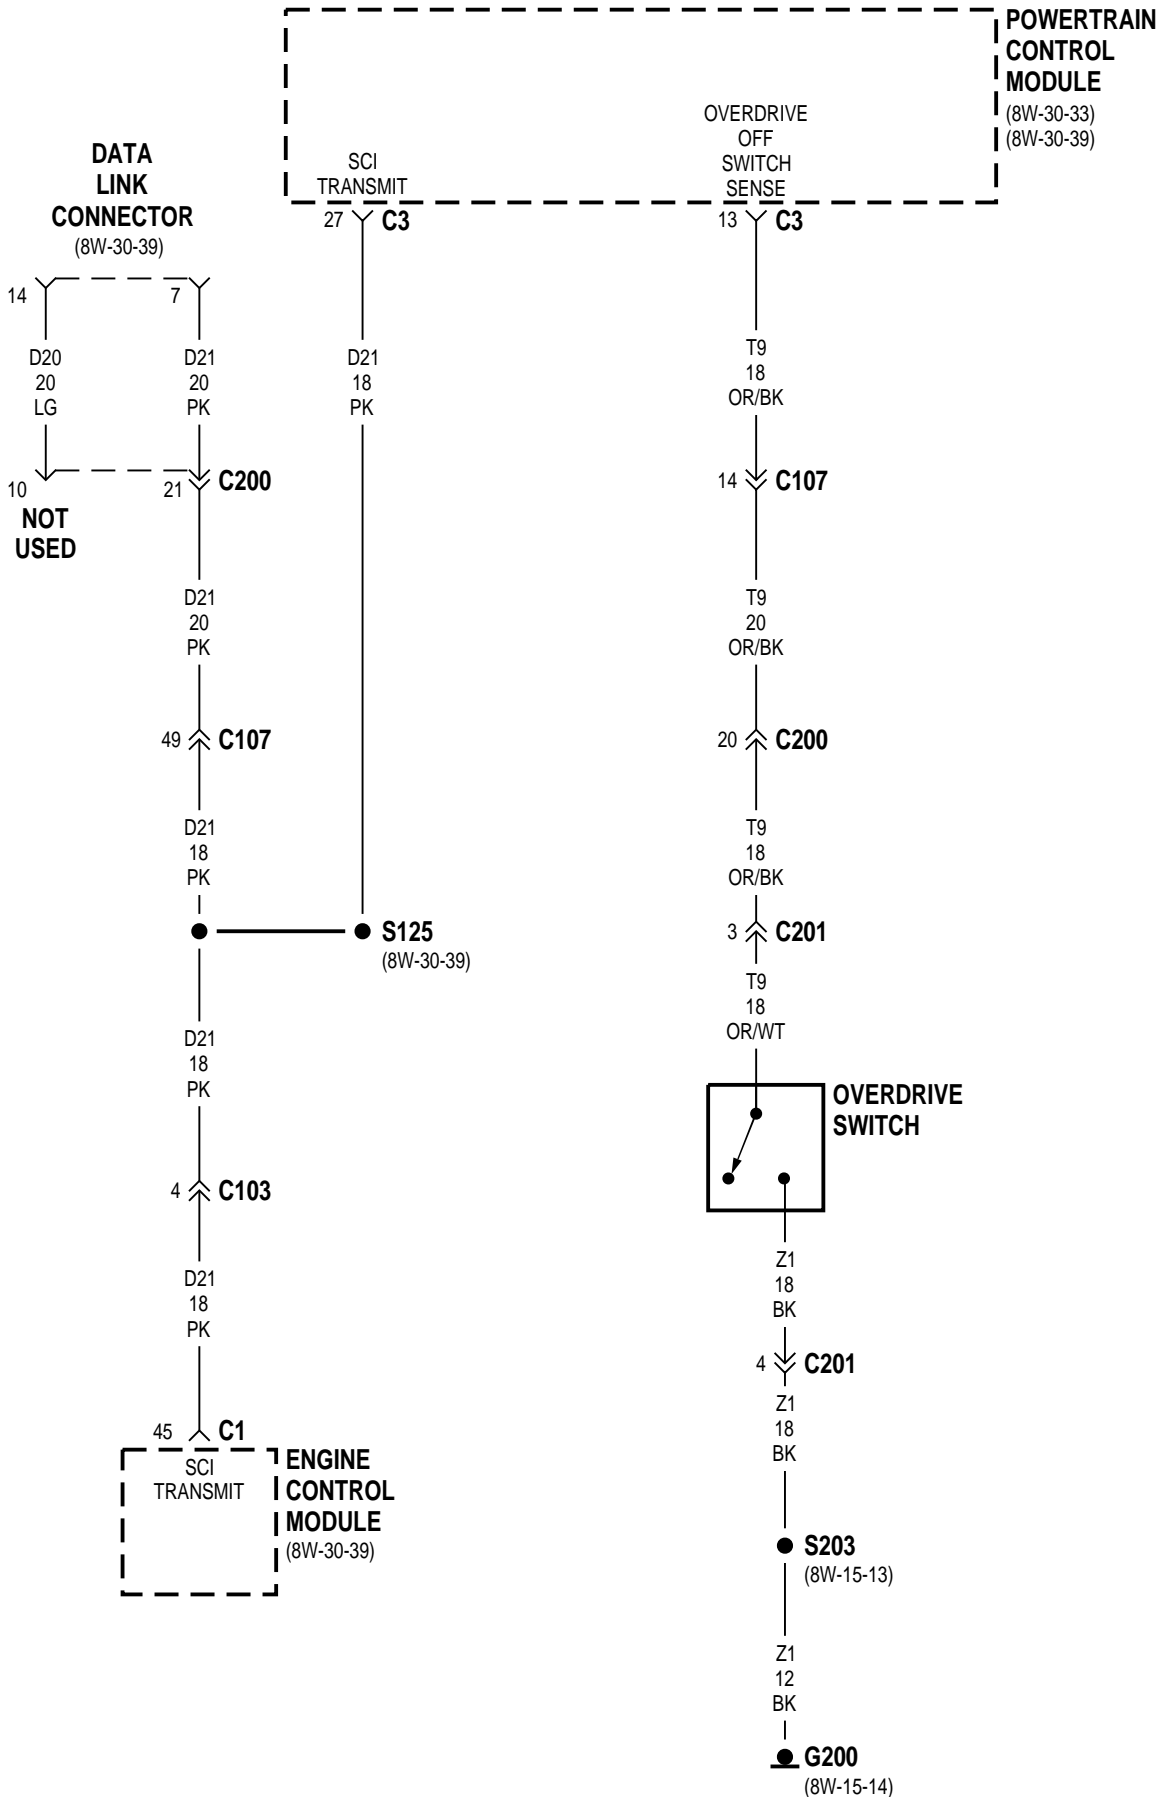 POWERTRAIN
CONTROL
MODULE
(8W-30-33)
(8W-30-39)
OVERDRIVE
OFF
SWITCH
SENSE
SCI
TRANSMIT
DATA
LINK
CONNECTOR
(8W-30-39)
27 C3
13 C3
14
7
D20
20
LG
D21
20
PK
D21
18
PK
T9
18
OR/BK
10
NOT
USED
21 C200
14 C107
D21
20
PK
T9
20
OR/BK
49 C107
20 C200
D21
18
PK
T9
18
OR/BK
S125
(8W-30-39)
3 C201
T9
18
OR/WT
D21
18
PK
OVERDRIVE
SWITCH
4 C103
D21
18
PK
Z1
18
BK
4 C201
Z1
18
BK
45 C1
SCI
TRANSMIT
ENGINE
CONTROL
MODULE
(8W-30-39)
S203
(8W-15-13)
Z1
12
BK
G200
(8W-15-14)